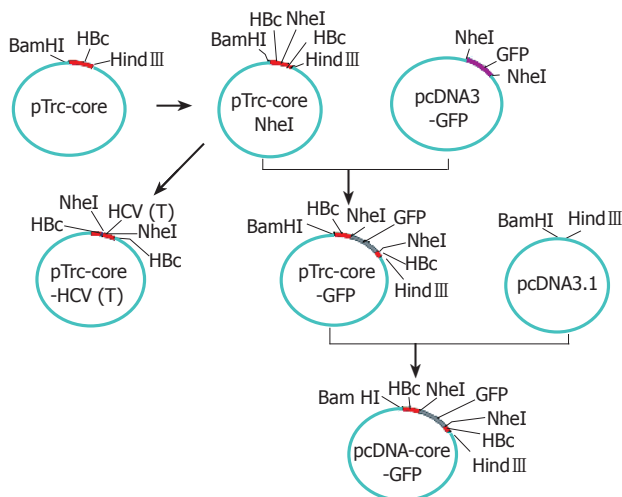 BamHI
HBc
HindⅢ
pTrc-core
HBc
NheI
BamHI
HBc
HindⅢ
pTrc-core
NheI
NheI
GFP
NheI
pcDNA3
-GFP
NheI
HCV (T)
NheI
HBc
HBc
pTrc-core
-HCV (T)
HBc
NheI
GFP
BamHI
NheI
HBc
HindⅢ
pTrc-core
-GFP
BamHI
HindⅢ
pcDNA3.1
HBc
NheI
GFP
Bam HI
NheI
HBc
HindⅢ
pcDNA-core
-GFP